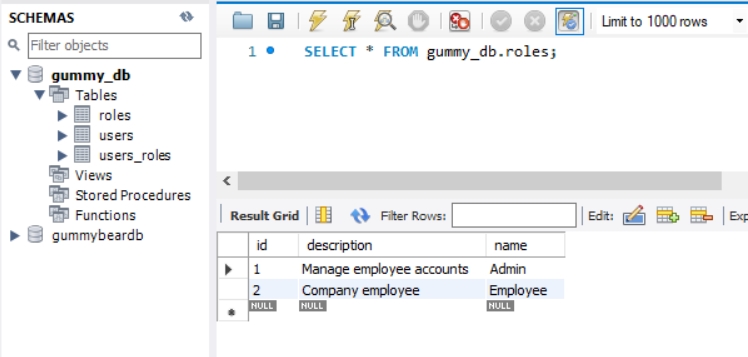 SCHEMAS
Filter objects
gummy_db
Tables
roles
users
users_roles
Views
Stored Procedures
Functions
gummybeardb
Limit to 1000 rows
1 SELECT * FROM gummy_db.roles;
Result Grid Filter Rows: Edit: Exp
id description name
1 Manage employee accounts Admin
2 Company employee Employee
NULL NULL NULL